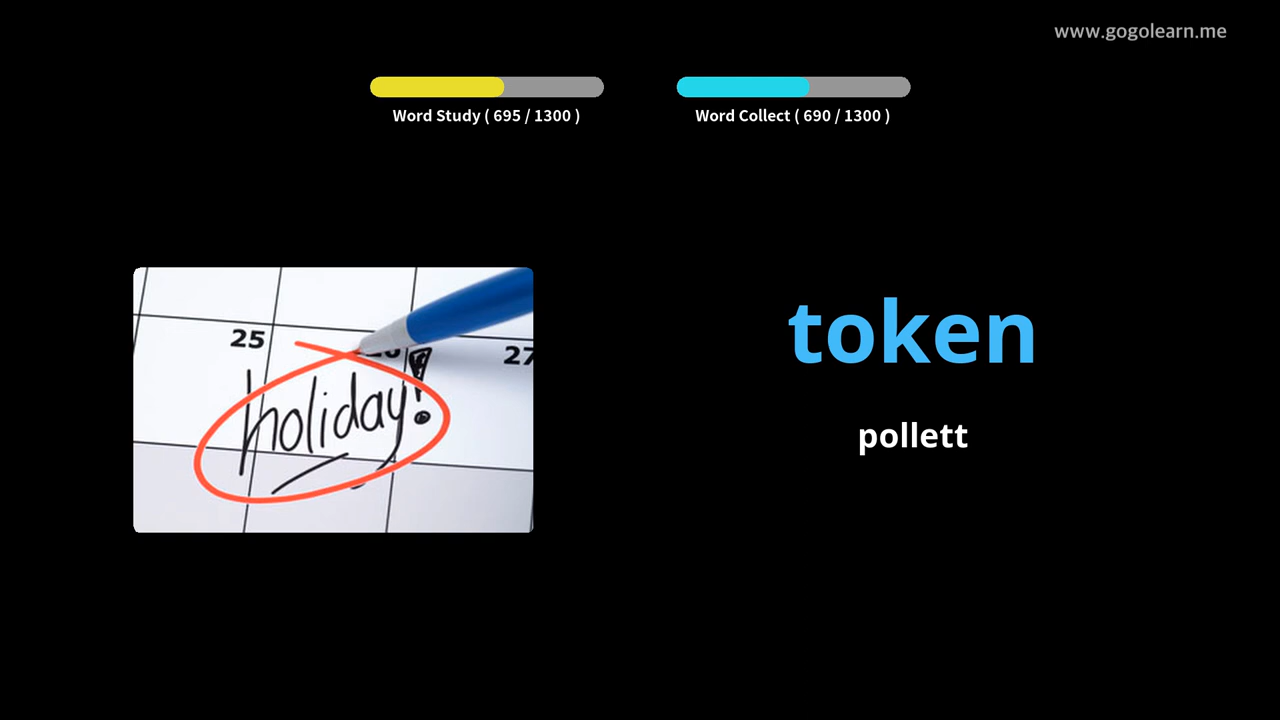 www.gogolearn.me
Word Study ( 695 / 1300 )
Word Collect ( 690 / 1300 )
25
27
holiday!
token
pollett